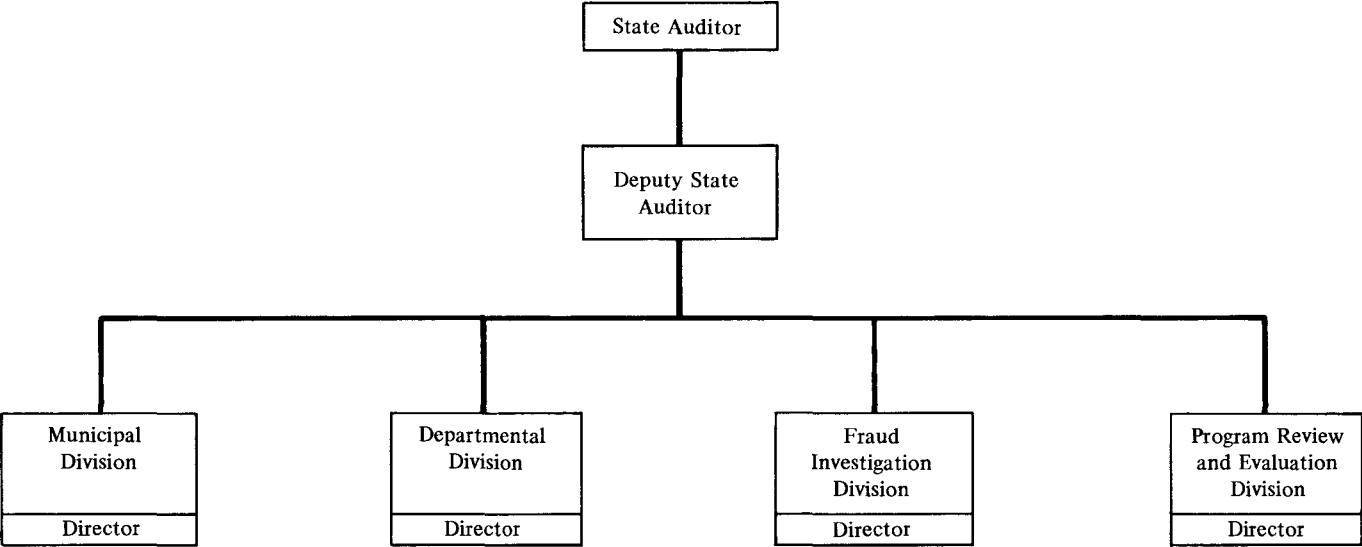 State Auditor
Deputy State
Auditor
Municipal
Division
Director
Departmental
Division
Director
Fraud
Investigation
Division
Director
Program Review
and Evaluation
Division
Director